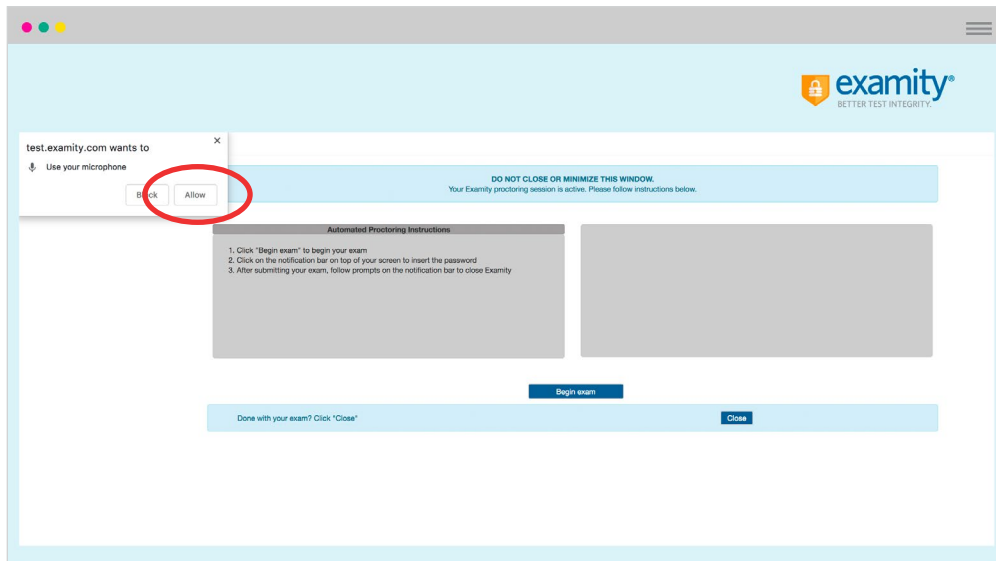 examity®
BETTER TEST INTEGRITY.
test.examity.com wants to
Use your microphone
Block
Allow
DO NOT CLOSE OR MINIMIZE THIS WINDOW.
Your Examity proctoring session is active. Please follow instructions below.
Automated Proctoring Instructions
1. Click "Begin exam" to begin your exam
2. Click on the notification bar on top of your screen to insert the password
3. After submitting your exam, follow prompts on the notification bar to close Examity
Begin exam
Done with your exam? Click "Close"
Close